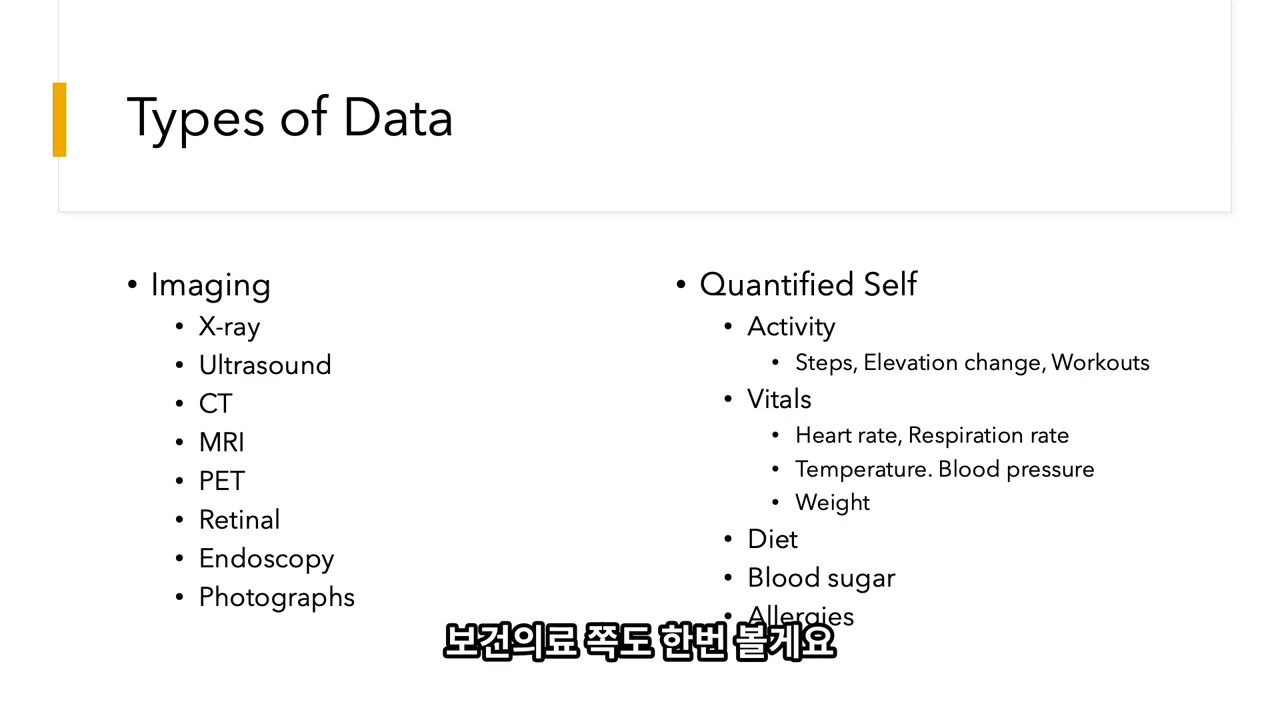 Types of Data
• Imaging
• X-ray
• Ultrasound
• CT
• MRI
• PET
• Retinal
• Endoscopy
• Photographs
• Quantified Self
• Activity
• Steps, Elevation change, Workouts
• Vitals
• Heart rate, Respiration rate
• Temperature. Blood pressure
• Weight
• Diet
• Blood sugar
• Allergies
보건의료 쪽도 한번 볼게요